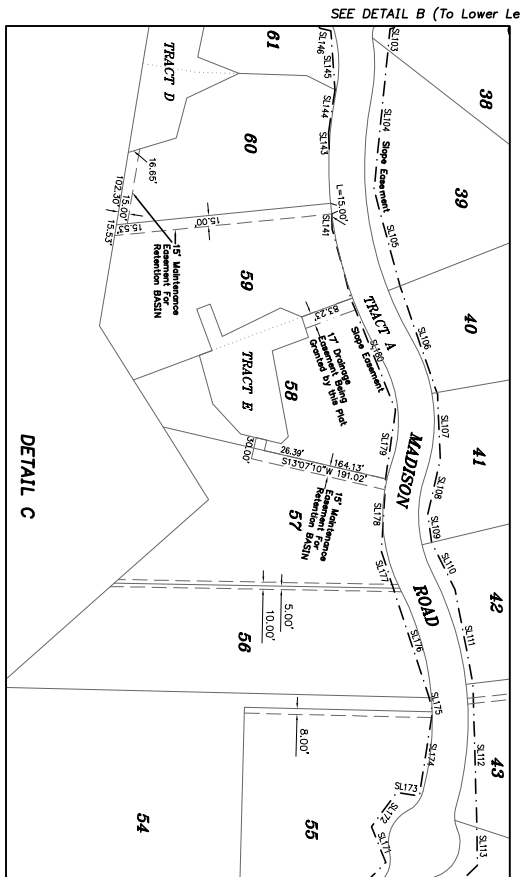 SEE DETAIL B (To Lower Le
61
SL146
SL145
SL144
SL143
SL103
38
SL104
Slope Easement
39
SL105
TRACT D
60
16.65'
15.00'
102.30'
15.53'
15.53'
15.00'
L=15.00'
SL141
15' Maintenance
Easement For
Retention BASIN
59
83.23'
TRACT A
SL180
Slope Easement
40
SL106
17' Drainage
Easement Being
Granted by this Plat
TRACT E
58
SL107
41
SL108
SL109
MADISON
ROAD
SL179
SL178
30.00'
26.39'
164.13'
S13°07'10"W 191.02'
15' Maintenance
Easement For
Retention BASIN
57
DETAIL C
SL177
SL110
42
SL111
5.00'
10.00'
56
SL176
SL175
8.00'
SL174
SL112
43
SL173
SL172
SL171
SL113
54
55